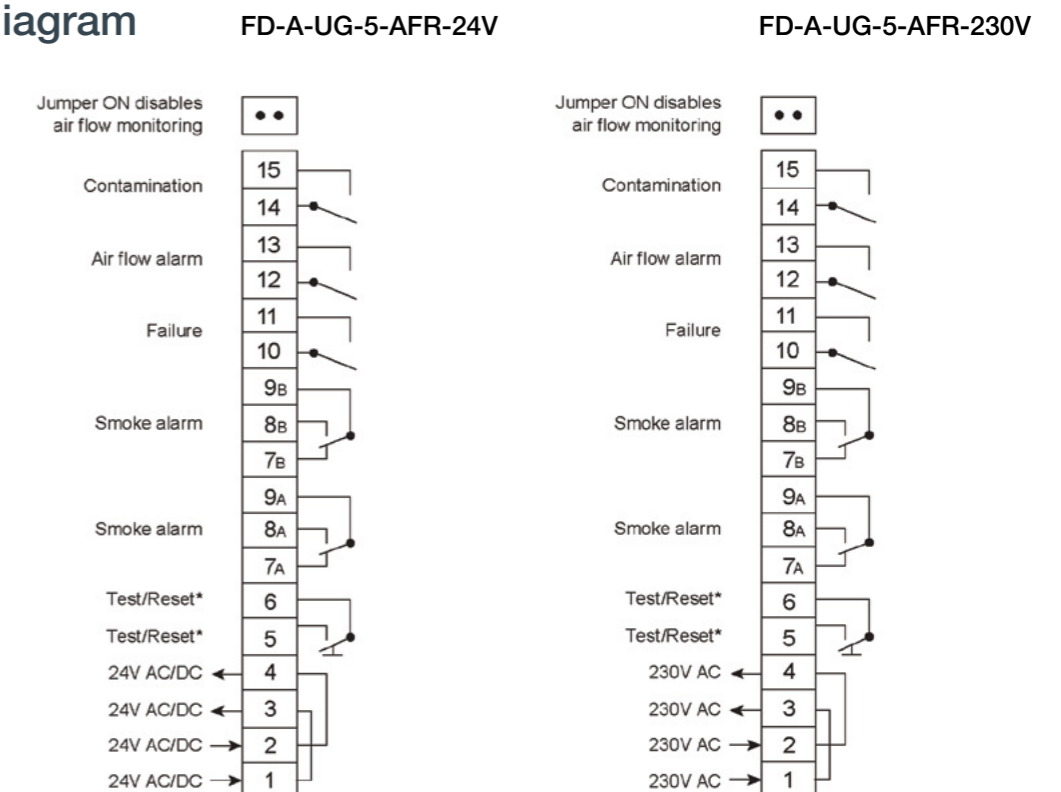 iagram
FD-A-UG-5-AFR-24V
Jumper ON disables
air flow monitoring
15
Contamination
14
13
Air flow alarm
12
11
Failure
10
9B
Smoke alarm
8B
7B
9A
Smoke alarm
8A
7A
Test/Reset*
6
Test/Reset*
5
24V AC/DC
4
24V AC/DC
3
24V AC/DC
2
24V AC/DC
1
FD-A-UG-5-AFR-230V
Jumper ON disables
air flow monitoring
15
Contamination
14
13
Air flow alarm
12
11
Failure
10
9B
Smoke alarm
8B
7B
9A
Smoke alarm
8A
7A
Test/Reset*
6
Test/Reset*
5
230V AC
4
230V AC
3
230V AC
2
230V AC
1